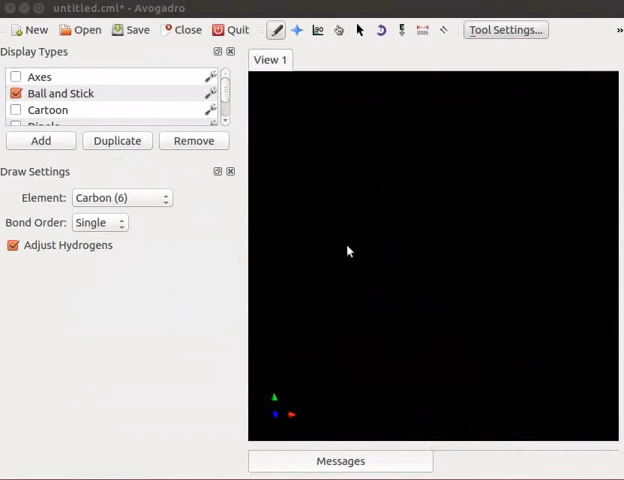 untitled.cml* - Avogadro
New Open Save Close Quit Tool Settings... »
Display Types
View 1
Axes
Ball and Stick
Cartoon
Add Duplicate Remove
Draw Settings
Element: Carbon (6)
Bond Order: Single
Adjust Hydrogens
Messages